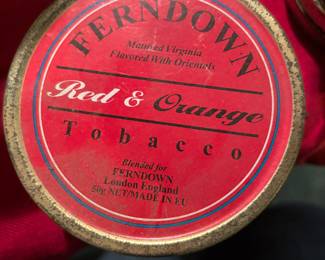 FERNDOWN
Matured Virginia
Flavored With Orientals
Red & Orange
Tobacco
Blended for
FERNDOWN
London England
50g NET/MADE IN EU